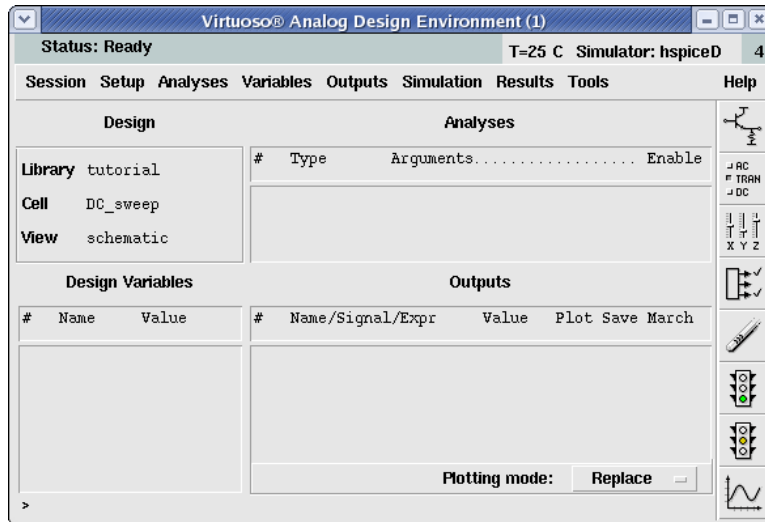 Virtuoso® Analog Design Environment (1)
Status: Ready T=25 C Simulator: hspiceD 4
Session Setup Analyses Variables Outputs Simulation Results Tools Help
Design
Library tutorial
Cell DC_sweep
View schematic
Analyses
# Type Arguments.................. Enable
Design Variables
# Name Value
Outputs
# Name/Signal/Expr Value Plot Save March
Plotting mode: Replace
>
AC
TRAN
DC
X Y Z